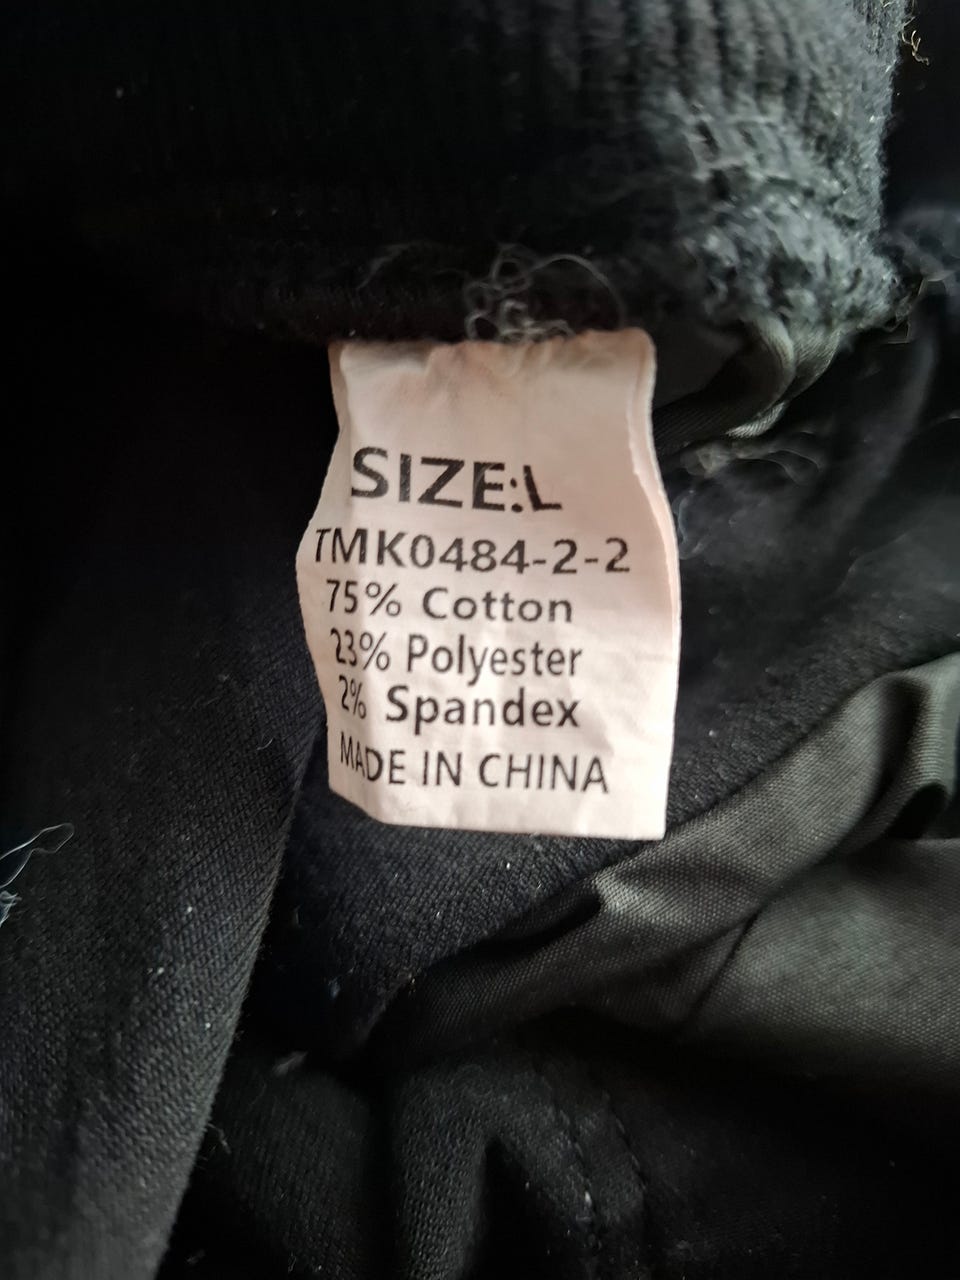 SIZE:L
TMK0484-2-2
75% Cotton
23% Polyester
2% Spandex
MADE IN CHINA